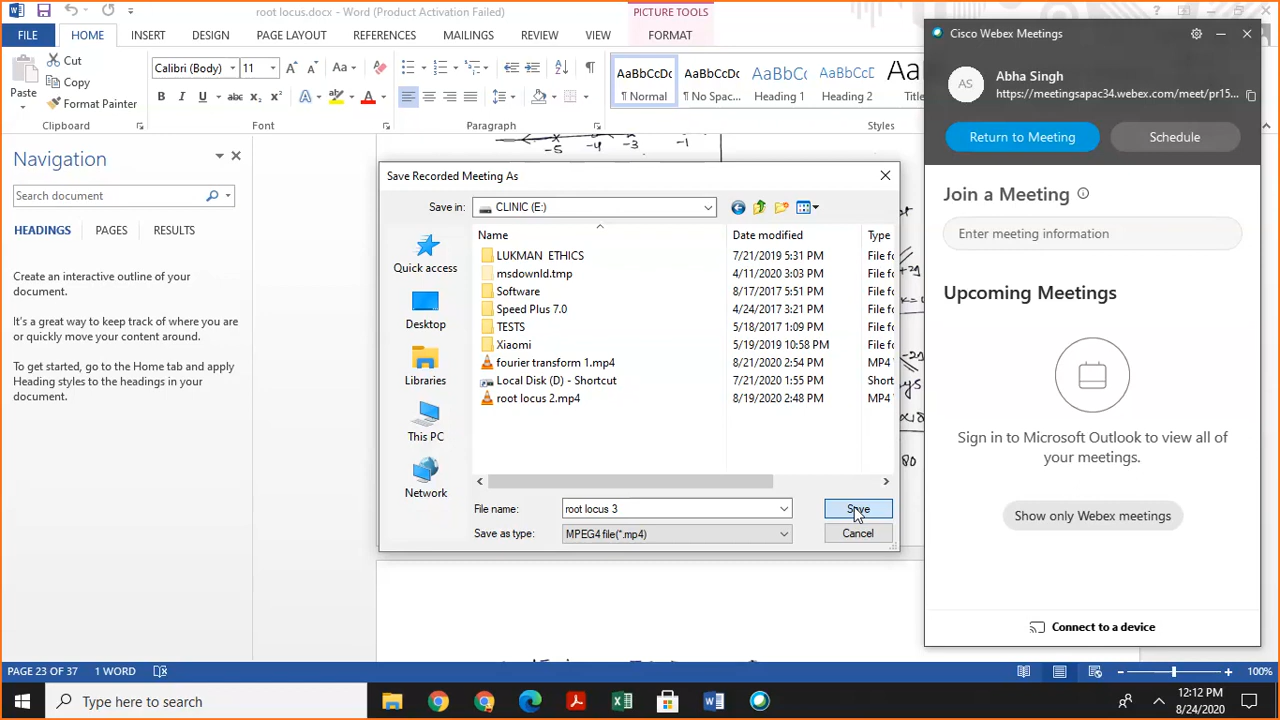 root locus.docx - Word (Product Activation Failed)
PICTURE TOOLS
FILE
HOME
INSERT
DESIGN
PAGE LAYOUT
REFERENCES
MAILINGS
REVIEW
VIEW
FORMAT
Paste
Cut
Copy
Format Painter
Clipboard
Calibri (Body)
11
Font
Paragraph
AaBbCcDc
¶ Normal
AaBbCcDc
¶ No Spac...
AaBbCc
Heading 1
AaBbCcD
Heading 2
AaB
Titl
Styles
Navigation
Search document
HEADINGS
PAGES
RESULTS
Create an interactive outline of your
document.
It's a great way to keep track of where you are
or quickly move your content around.
To get started, go to the Home tab and apply
Heading styles to the headings in your
document.
-5 -4 -3 -1
Save Recorded Meeting As
Save in:
CLINIC (E:)
Quick access
Desktop
Libraries
This PC
Network
Name
Date modified
Type
LUKMAN ETHICS
7/21/2019 5:31 PM
File fo
msdownld.tmp
4/11/2020 3:03 PM
File fo
Software
8/17/2017 5:51 PM
File fo
Speed Plus 7.0
4/24/2017 3:21 PM
File fo
TESTS
5/18/2017 1:09 PM
File fo
Xiaomi
5/19/2019 10:58 PM
File fo
fourier transform 1.mp4
8/21/2020 2:54 PM
MP4
Local Disk (D) - Shortcut
7/21/2020 1:55 PM
Short
root locus 2.mp4
8/19/2020 2:48 PM
MP4
File name:
root locus 3
Save
Save as type:
MPEG4 file(*.mp4)
Cancel
Cisco Webex Meetings
AS
Abha Singh
https://meetingsapac34.webex.com/meet/pr15...
Return to Meeting
Schedule
Join a Meeting
Enter meeting information
Upcoming Meetings
Sign in to Microsoft Outlook to view all of
your meetings.
Show only Webex meetings
Connect to a device
PAGE 23 OF 37
1 WORD
100%
Type here to search
12:12 PM
8/24/2020